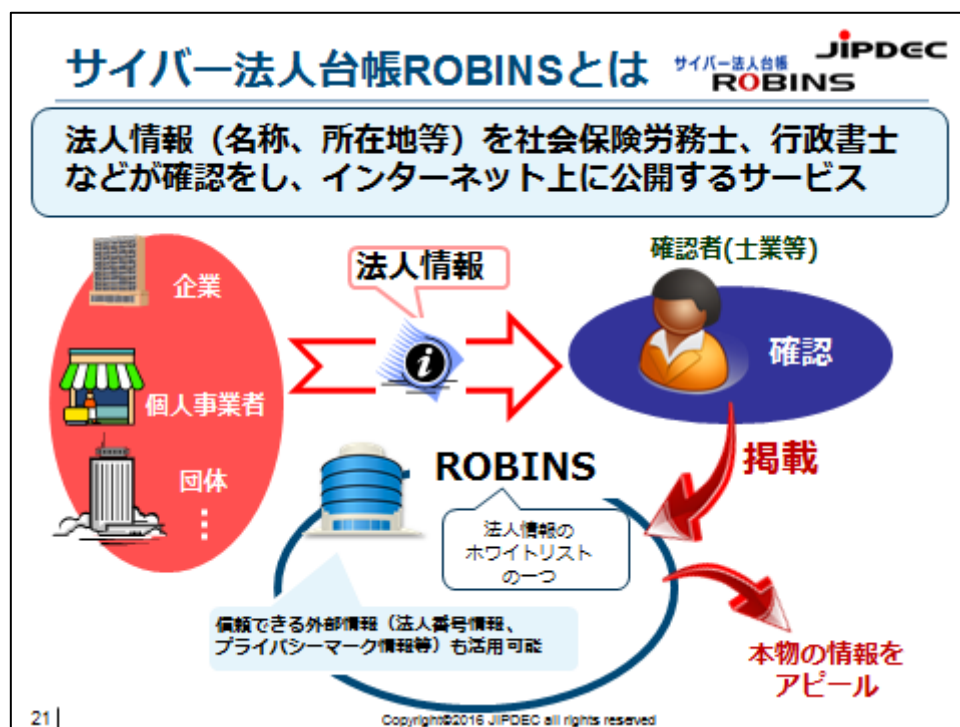 サイバー法人台帳ROBINSとは
サイバー法人台帳
ROBINS
JIPDEC
法人情報（名称、所在地等）を社会保険労務士、行政書士
などが確認をし、インターネット上に公開するサービス
企業
個人事業者
団体
法人情報
i
確認者(士業等)
確認
掲載
ROBINS
法人情報の
ホワイトリスト
の一つ
信頼できる外部情報（法人番号情報、
プライバシーマーク情報等）も活用可能
本物の情報を
アピール
21
Copyright©2016 JIPDEC all rights reserved